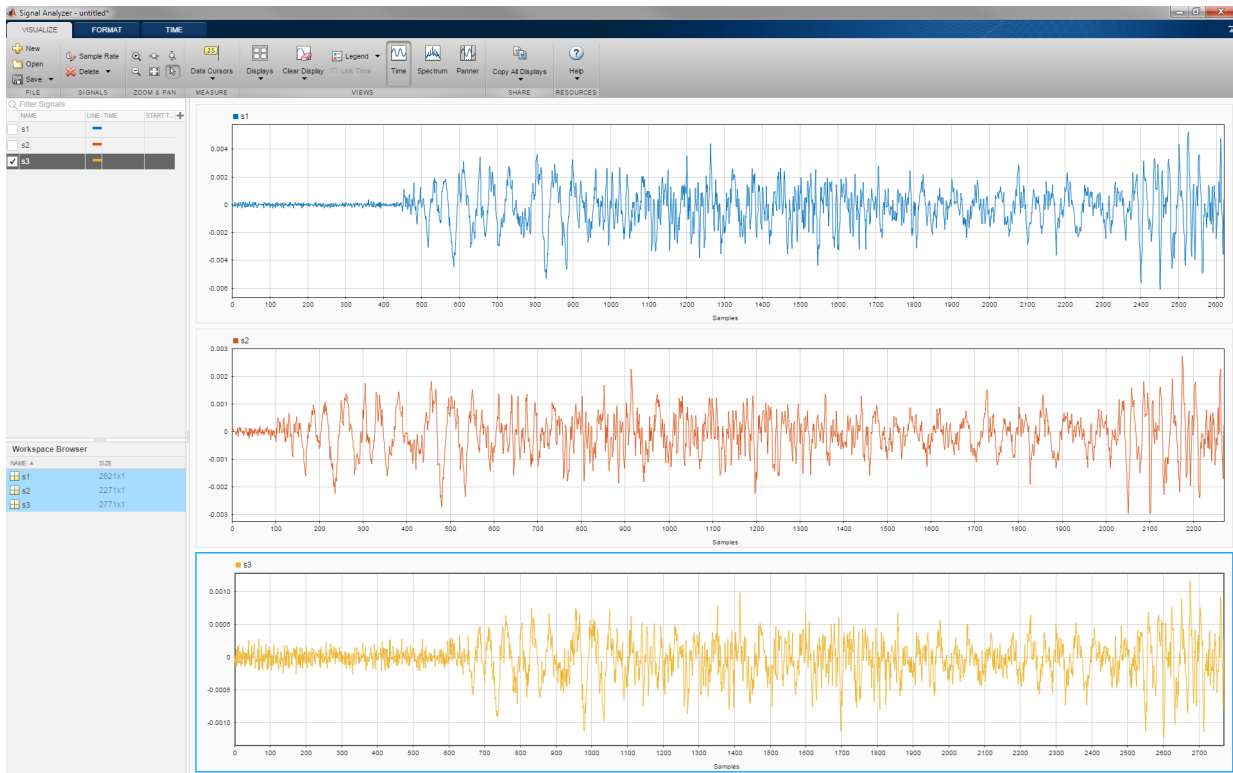 Signal Analyzer - untitled*
VISUALIZE FORMAT TIME
New
Open
Save
Sample Rate
Delete
Data Cursors
Displays
Clear Display
Legend
Link Time
Time
Spectrum
Panner
Copy All Displays
Help
FILE SIGNALS ZOOM & PAN MEASURE VIEWS SHARE RESOURCES
Filter Signals
NAME LINE TIME START T...
s1
s2
s3
Workspace Browser
NAME SIZE
s1 2621x1
s2 2271x1
s3 2771x1
s1
0.004
0.002
0
-0.002
-0.004
-0.006
0 100 200 300 400 500 600 700 800 900 1000 1100 1200 1300 1400 1500 1600 1700 1800 1900 2000 2100 2200 2300 2400 2500 2600
Samples
s2
0.003
0.002
0.001
0
-0.001
-0.002
-0.003
0 100 200 300 400 500 600 700 800 900 1000 1100 1200 1300 1400 1500 1600 1700 1800 1900 2000 2100 2200
Samples
s3
0.0010
0.0005
0
-0.0005
-0.0010
0 100 200 300 400 500 600 700 800 900 1000 1100 1200 1300 1400 1500 1600 1700 1800 1900 2000 2100 2200 2300 2400 2500 2600 2700
Samples